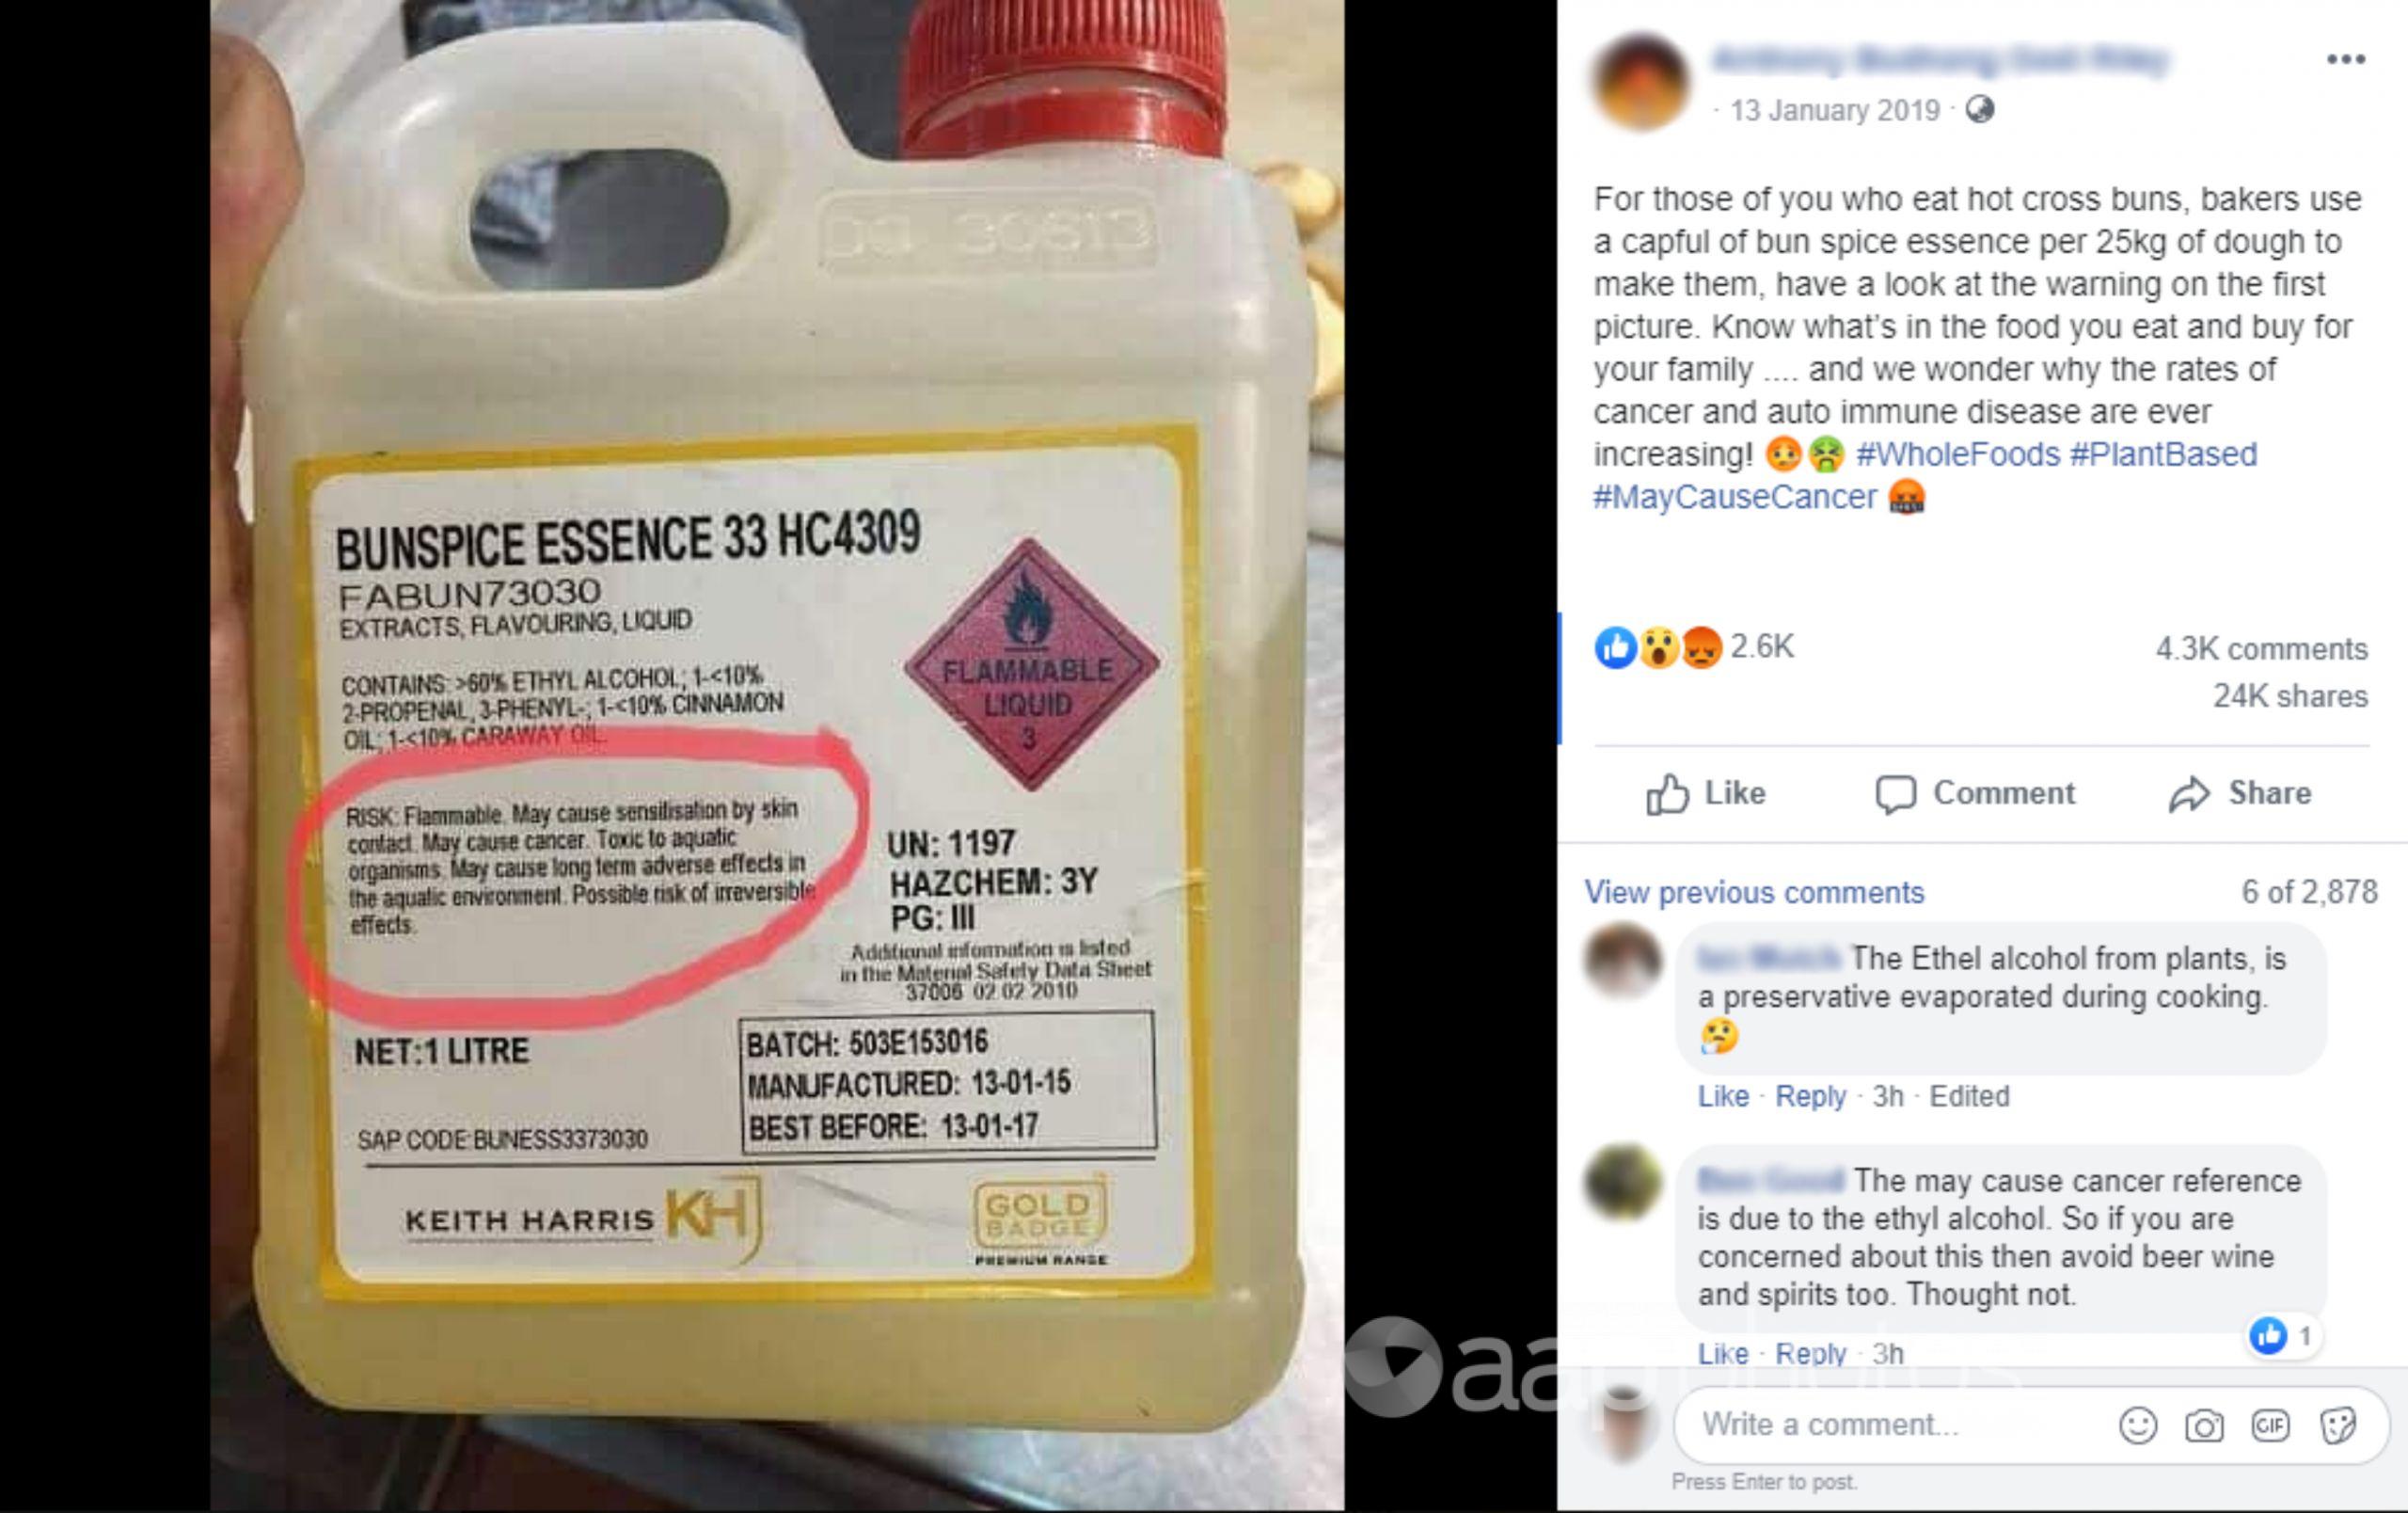 DG 30613
BUNSPICE ESSENCE 33 HC4309
FABUN73030
EXTRACTS, FLAVOURING, LIQUID
CONTAINS: >60% ETHYL ALCOHOL; 1-<10%
2-PROPENAL, 3-PHENYL-; 1-<10% CINNAMON
OIL; 1-<10% CARAWAY OIL.
FLAMMABLE
LIQUID
3
RISK: Flammable. May cause sensilisation by skin
contact. May cause cancer. Toxic to aquatic
organisms. May cause long term adverse effects in
the aquatic environment. Possible risk of irreversible
effects.
UN: 1197
HAZCHEM: 3Y
PG: III
Additional information is listed
in the Material Safety Data Sheet
37006 02 02 2010
NET:1 LITRE
BATCH: 503E153016
MANUFACTURED: 13-01-15
BEST BEFORE: 13-01-17
SAP CODE:BUNESS3373030
KEITH HARRIS KH
GOLD
BADGE
PREMIUM RANGE
· 13 January 2019 ·
For those of you who eat hot cross buns, bakers use
a capful of bun spice essence per 25kg of dough to
make them, have a look at the warning on the first
picture. Know what's in the food you eat and buy for
your family .... and we wonder why the rates of
cancer and auto immune disease are ever
increasing! 🥺🤮 #WholeFoods #PlantBased
#MayCauseCancer 🤬
2.6K
4.3K comments
24K shares
Like Comment Share
View previous comments 6 of 2,878
The Ethel alcohol from plants, is
a preservative evaporated during cooking.
🤔
Like · Reply · 3h · Edited
The may cause cancer reference
is due to the ethyl alcohol. So if you are
concerned about this then avoid beer wine
and spirits too. Thought not.
1
Like · Reply · 3h
aapphotos
Write a comment...
GIF
Press Enter to post.